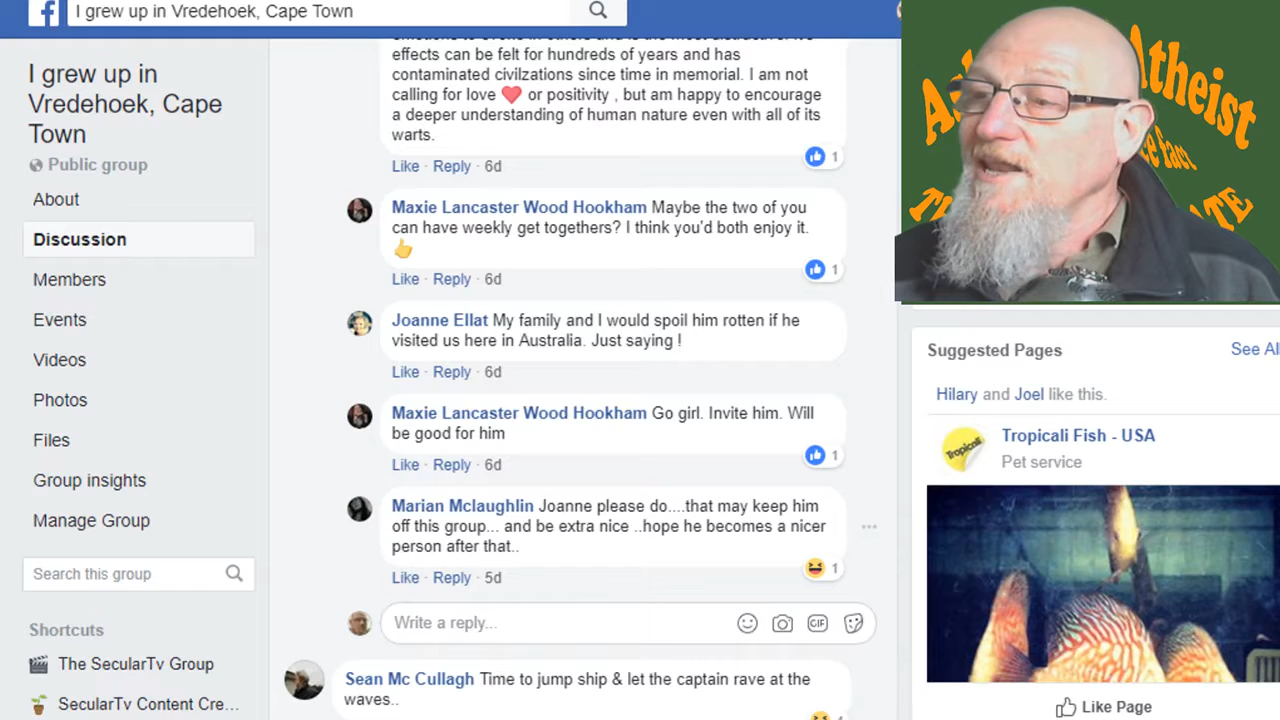 I grew up in Vredehoek, Cape Town
I grew up in
Vredehoek, Cape
Town
Public group
About
Discussion
Members
Events
Videos
Photos
Files
Group insights
Manage Group
Search this group
Shortcuts
The SecularTv Group
SecularTv Content Cre...
effects can be felt for hundreds of years and has
contaminated civilzations since time in memorial. I am not
calling for love ❤ or positivity , but am happy to encourage
a deeper understanding of human nature even with all of its
warts.
Like · Reply · 6d
1
Maxie Lancaster Wood Hookham Maybe the two of you
can have weekly get togethers? I think you'd both enjoy it.
👍
1
Like · Reply · 6d
Joanne Ellat My family and I would spoil him rotten if he
visited us here in Australia. Just saying !
Like · Reply · 6d
Maxie Lancaster Wood Hookham Go girl. Invite him. Will
be good for him
1
Like · Reply · 6d
Marian Mclaughlin Joanne please do....that may keep him
off this group... and be extra nice ..hope he becomes a nicer
person after that..
1
Like · Reply · 5d
Write a reply...
GIF
Sean Mc Cullagh Time to jump ship & let the captain rave at the
waves..
Atheist
fact
Suggested Pages
See All
Hilary and Joel like this.
Tropicali
Tropicali Fish - USA
Pet service
Like Page